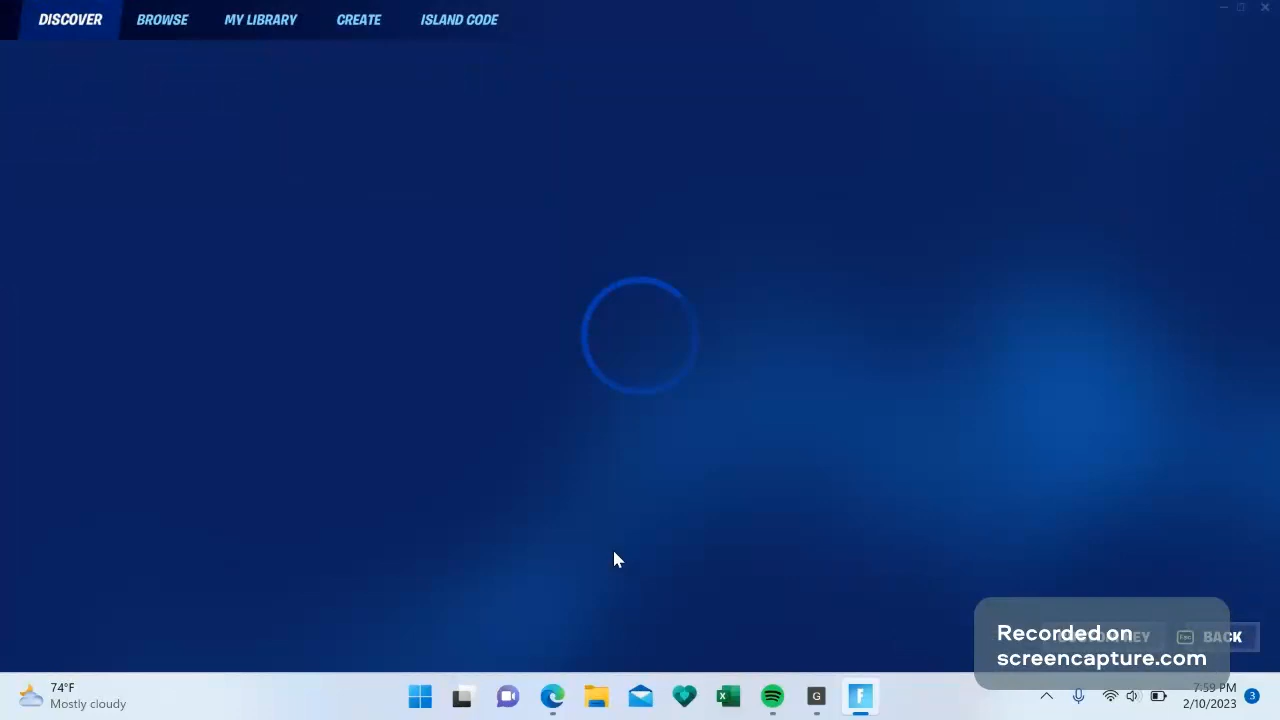 DISCOVER BROWSE MY LIBRARY CREATE ISLAND CODE
Recorded on
screencapture.com
BACK
74°F
Mostly cloudy
7:59 PM
2/10/2023
3